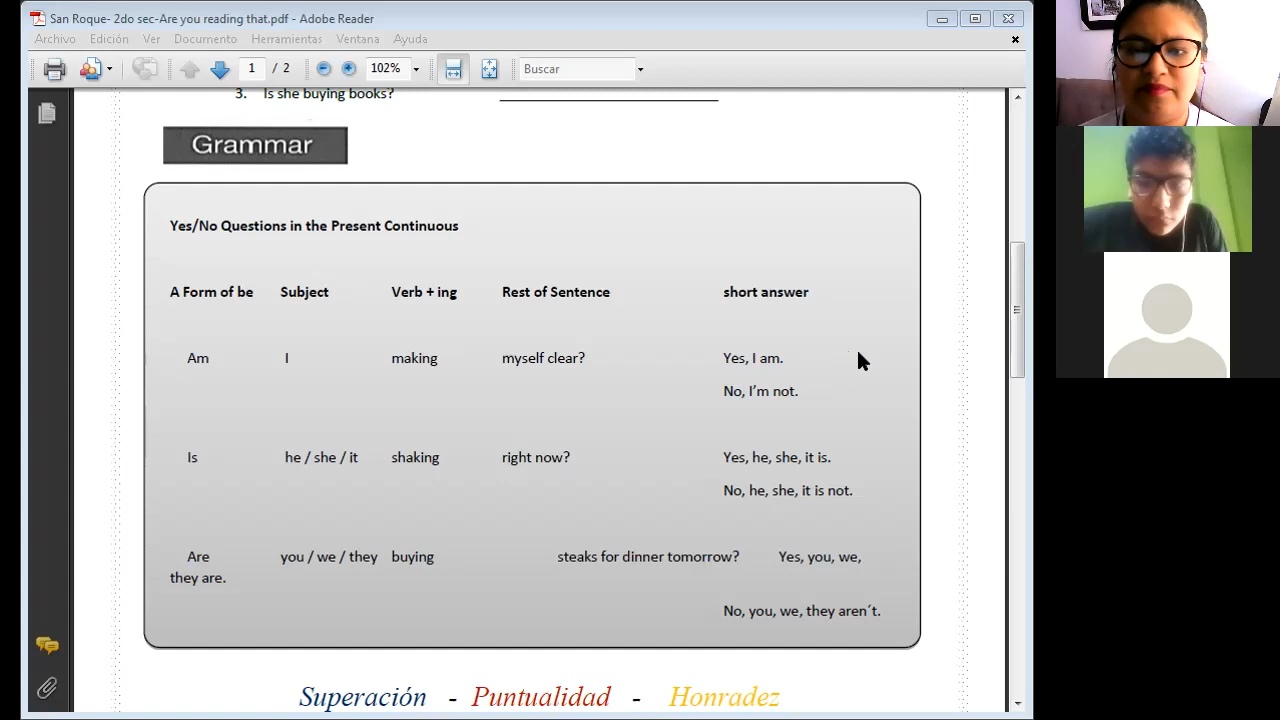 San Roque- 2do sec-Are you reading that.pdf - Adobe Reader
Archivo Edición Ver Documento Herramientas Ventana Ayuda
1 / 2 102% Buscar
3. Is she buying books?
Grammar
Yes/No Questions in the Present Continuous
A Form of be Subject Verb + ing Rest of Sentence short answer
Am I making myself clear? Yes, I am.
No, I'm not.
Is he / she / it shaking right now? Yes, he, she, it is.
No, he, she, it is not.
Are you / we / they buying steaks for dinner tomorrow? Yes, you, we,
they are.
No, you, we, they aren´t.
Superación - Puntualidad - Honradez